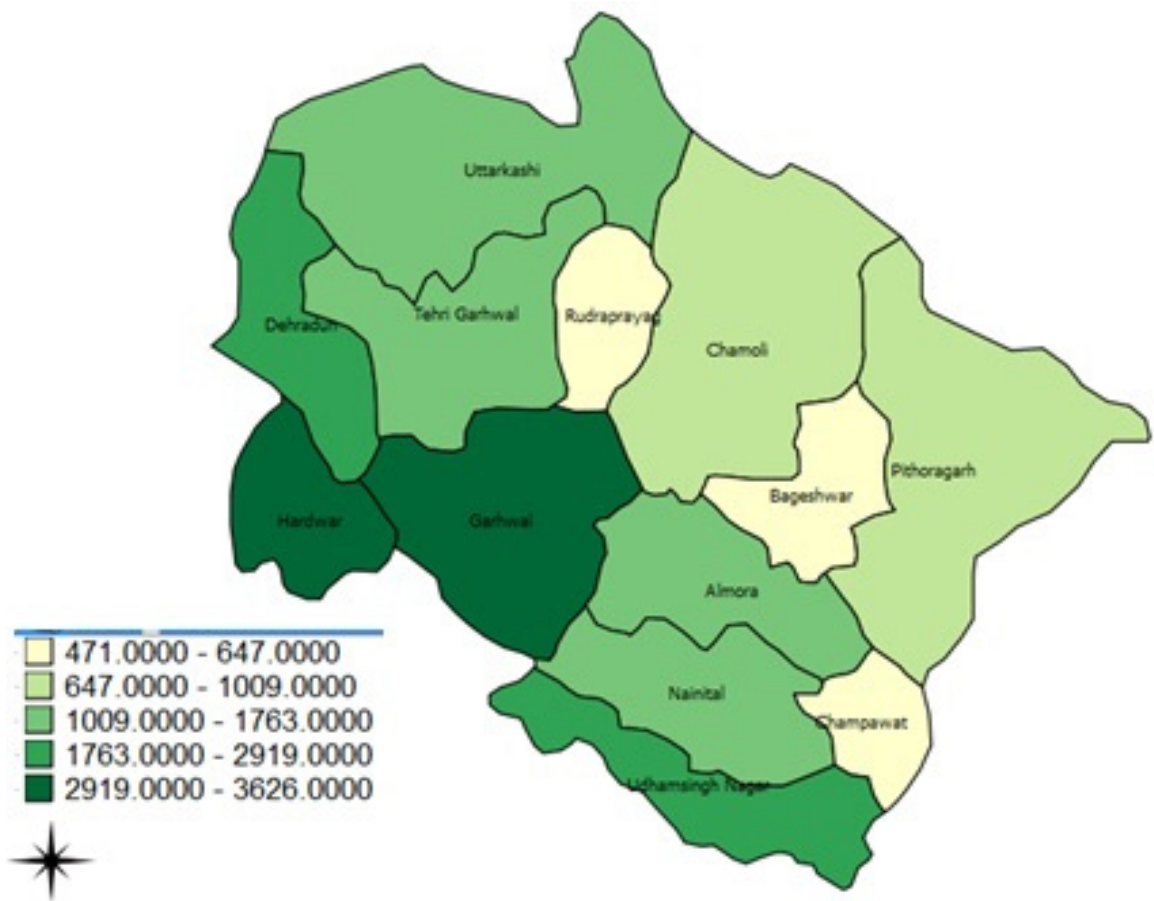 Uttarkashi
Tehri Garhwal
Rudraprayag
Dehradun
Chamoli
Pithoragarh
Bageshwar
Hardwar
Garhwal
Almora
Nainital
Champawat
Udhamsingh Nagar
471.0000 - 647.0000
647.0000 - 1009.0000
1009.0000 - 1763.0000
1763.0000 - 2919.0000
2919.0000 - 3626.0000